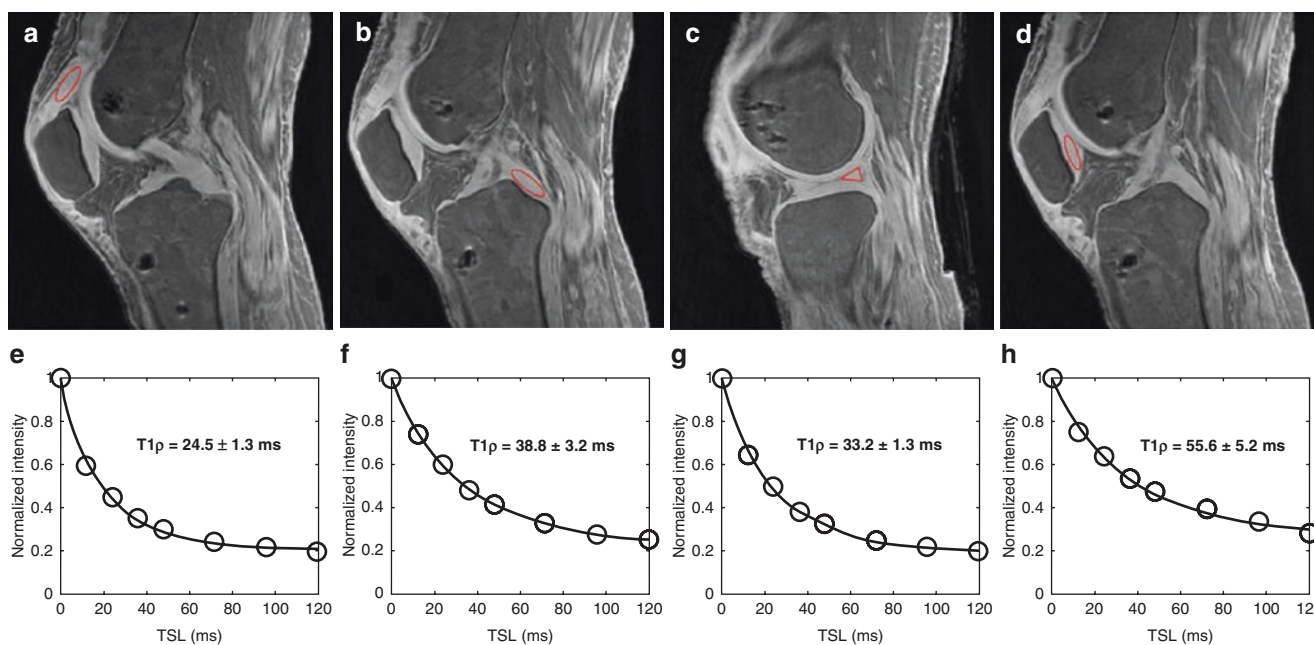 a
b
c
d
e
f
g
h
Normalized intensity
1
0.8
0.6
0.4
0.2
0
T1ρ = 24.5 ± 1.3 ms
0 20 40 60 80 100 120
TSL (ms)
Normalized intensity
1
0.8
0.6
0.4
0.2
0
T1ρ = 38.8 ± 3.2 ms
0 20 40 60 80 100 120
TSL (ms)
Normalized intensity
1
0.8
0.6
0.4
0.2
0
T1ρ = 33.2 ± 1.3 ms
0 20 40 60 80 100 120
TSL (ms)
Normalized intensity
1
0.8
0.6
0.4
0.2
0
T1ρ = 55.6 ± 5.2 ms
0 20 40 60 80 100 12
TSL (ms)